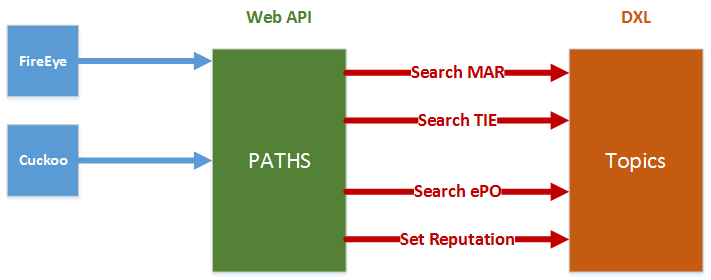 Web API
DXL
FireEye
Search MAR
Search TIE
Cuckoo
PATHS
Topics
Search ePO
Set Reputation